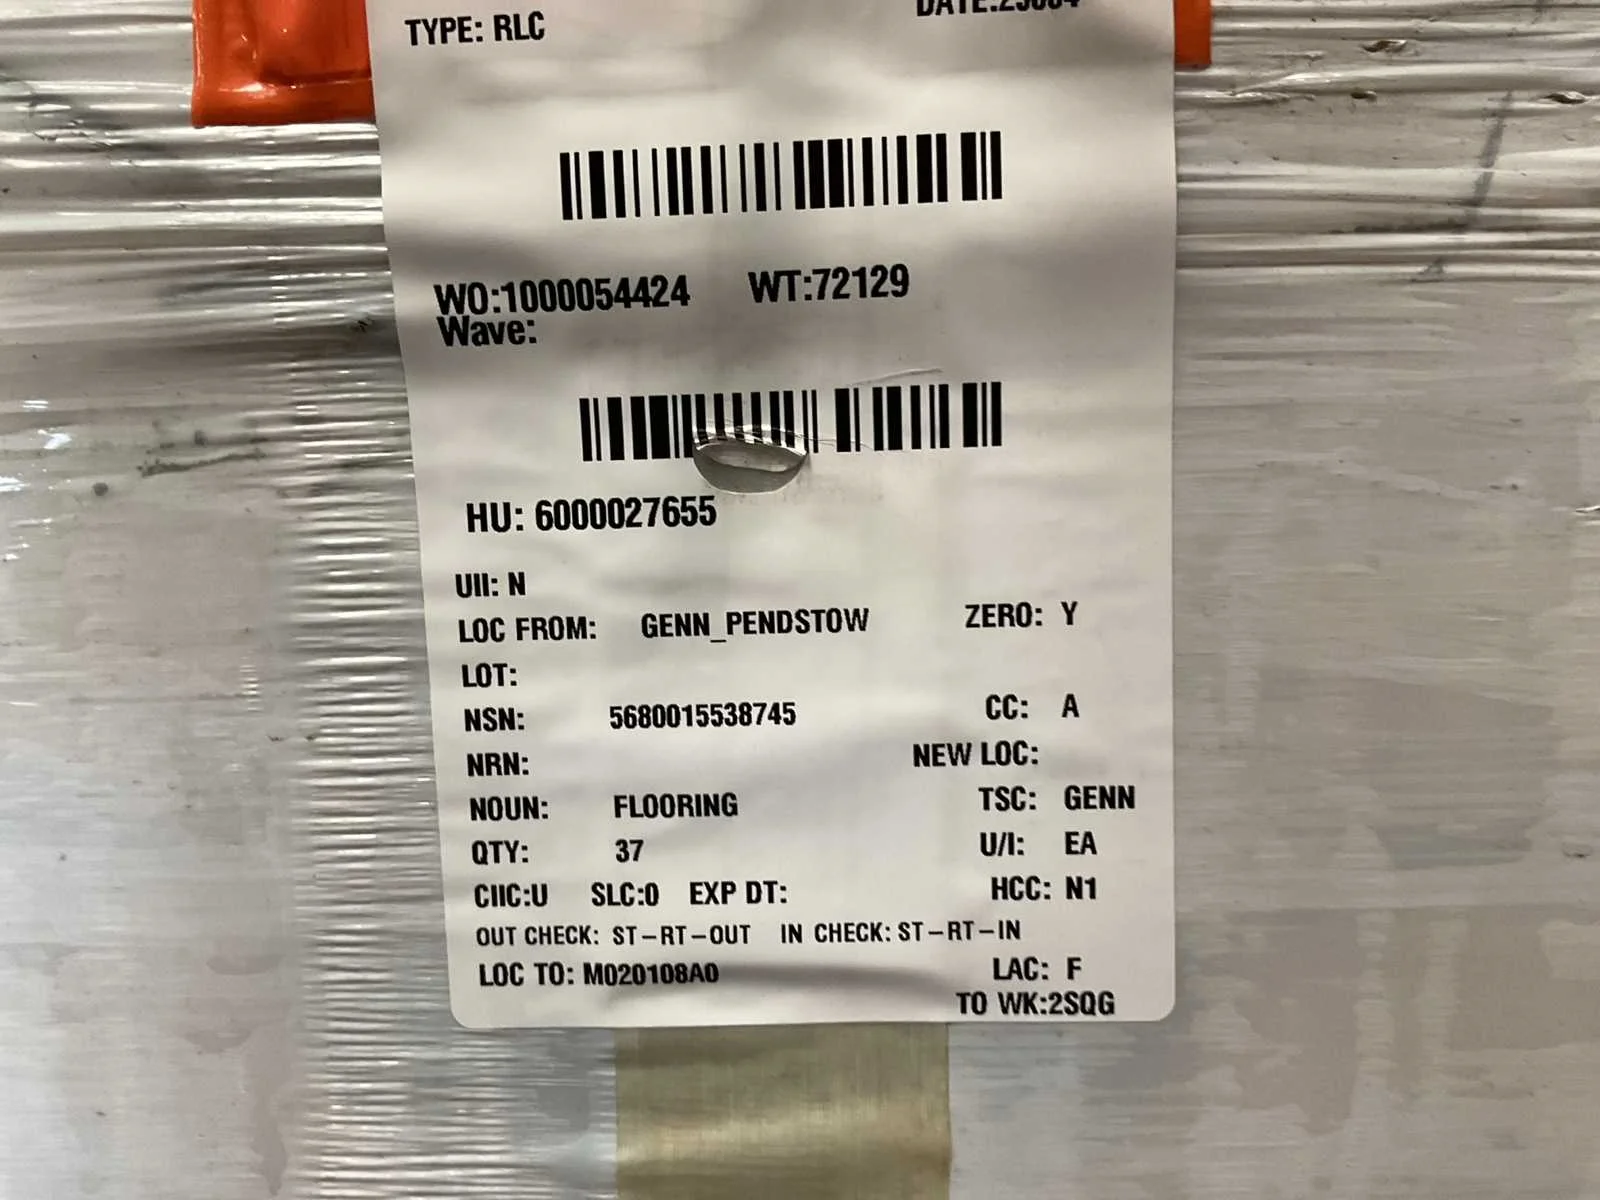 TYPE: RLC
WO:1000054424 WT:72129
Wave:
HU: 6000027655
UII: N
LOC FROM: GENN_PENDSTOW ZERO: Y
LOT:
NSN: 5680015538745 CC: A
NRN: NEW LOC:
NOUN: FLOORING TSC: GENN
QTY: 37 U/I: EA
CIIC:U SLC:0 EXP DT: HCC: N1
OUT CHECK: ST-RT-OUT IN CHECK: ST-RT-IN
LOC TO: M020108A0 LAC: F
TO WK:2SQG